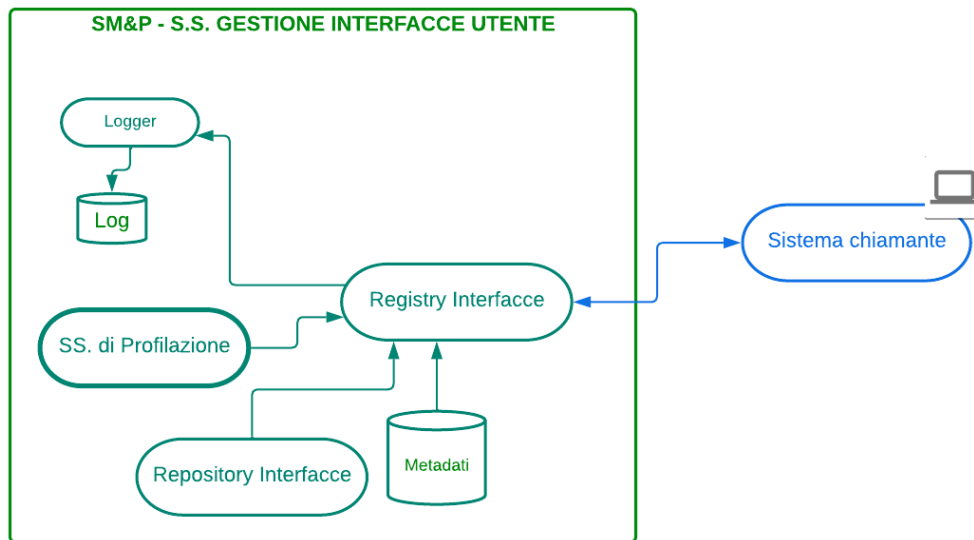 SM&P - S.S. GESTIONE INTERFACCE UTENTE
Logger
Log
Sistema chiamante
Registry Interfacce
SS. di Profilazione
Metadati
Repository Interfacce